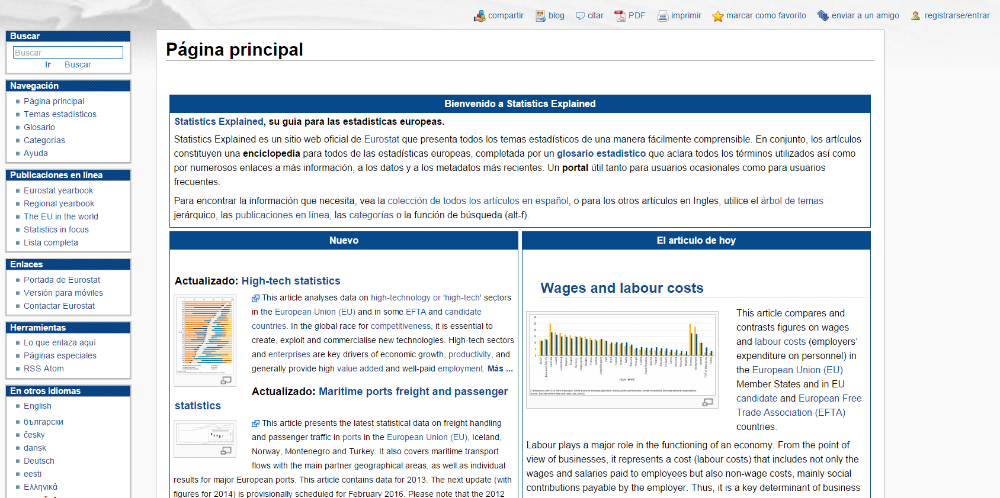 compartir blog citar PDF imprimir marcar como favorito enviar a un amigo registrarse/entrar
Buscar
Buscar
Ir Buscar
Navegación
Página principal
Temas estadísticos
Glosario
Categorías
Ayuda
Publicaciones en línea
Eurostat yearbook
Regional yearbook
The EU in the world
Statistics in focus
Lista completa
Enlaces
Portada de Eurostat
Versión para móviles
Contactar Eurostat
Herramientas
Lo que enlaza aquí
Páginas especiales
RSS Atom
En otros idiomas
English
български
česky
dansk
Deutsch
eesti
Ελληνικά
Página principal
Bienvenido a Statistics Explained
Statistics Explained, su guía para las estadísticas europeas.
Statistics Explained es un sitio web oficial de Eurostat que presenta todos los temas estadísticos de una manera fácilmente comprensible. En conjunto, los artículos
constituyen una enciclopedia para todos de las estadísticas europeas, completada por un glosario estadístico que aclara todos los términos utilizados así como
por numerosos enlaces a más información, a los datos y a los metadatos más recientes. Un portal útil tanto para usuarios ocasionales como para usuarios
frecuentes.
Para encontrar la información que necesita, vea la colección de todos los artículos en español, o para los otros artículos en Ingles, utilice el árbol de temas
jerárquico, las publicaciones en línea, las categorías o la función de búsqueda (alt-f).
Nuevo
Actualizado: High-tech statistics
This article analyses data on high-technology or 'high-tech' sectors
in the European Union (EU) and in some EFTA and candidate
countries. In the global race for competitiveness, it is essential to
create, exploit and commercialise new technologies. High-tech sectors
and enterprises are key drivers of economic growth, productivity, and
generally provide high value added and well-paid employment. Más ...
Actualizado: Maritime ports freight and passenger
statistics
This article presents the latest statistical data on freight handling
and passenger traffic in ports in the European Union (EU), Iceland,
Norway, Montenegro and Turkey. It also covers maritime transport
flows with the main partner geographical areas, as well as individual
results for major European ports. This article contains data for 2013. The next update (with
figures for 2014) is provisionally scheduled for February 2016. Please note that the 2012
El artículo de hoy
Wages and labour costs
This article compares and
contrasts figures on wages
and labour costs (employers’
expenditure on personnel) in
the European Union (EU)
Member States and in EU
candidate and European Free
Trade Association (EFTA)
countries.
Labour plays a major role in the functioning of an economy. From the point of
view of businesses, it represents a cost (labour costs) that includes not only the
wages and salaries paid to employees but also non-wage costs, mainly social
contributions payable by the employer. Thus, it is a key determinant of business